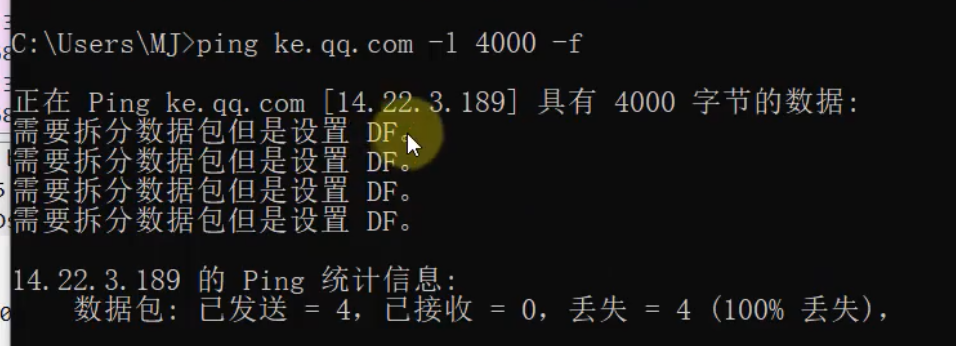 C:\Users\MJ>ping ke.qq.com -l 4000 -f
正在 Ping ke.qq.com [14.22.3.189] 具有 4000 字节的数据:
需要拆分数据包但是设置 DF。
需要拆分数据包但是设置 DF。
需要拆分数据包但是设置 DF。
需要拆分数据包但是设置 DF。
14.22.3.189 的 Ping 统计信息:
数据包: 已发送 = 4，已接收 = 0，丢失 = 4 (100% 丢失)，